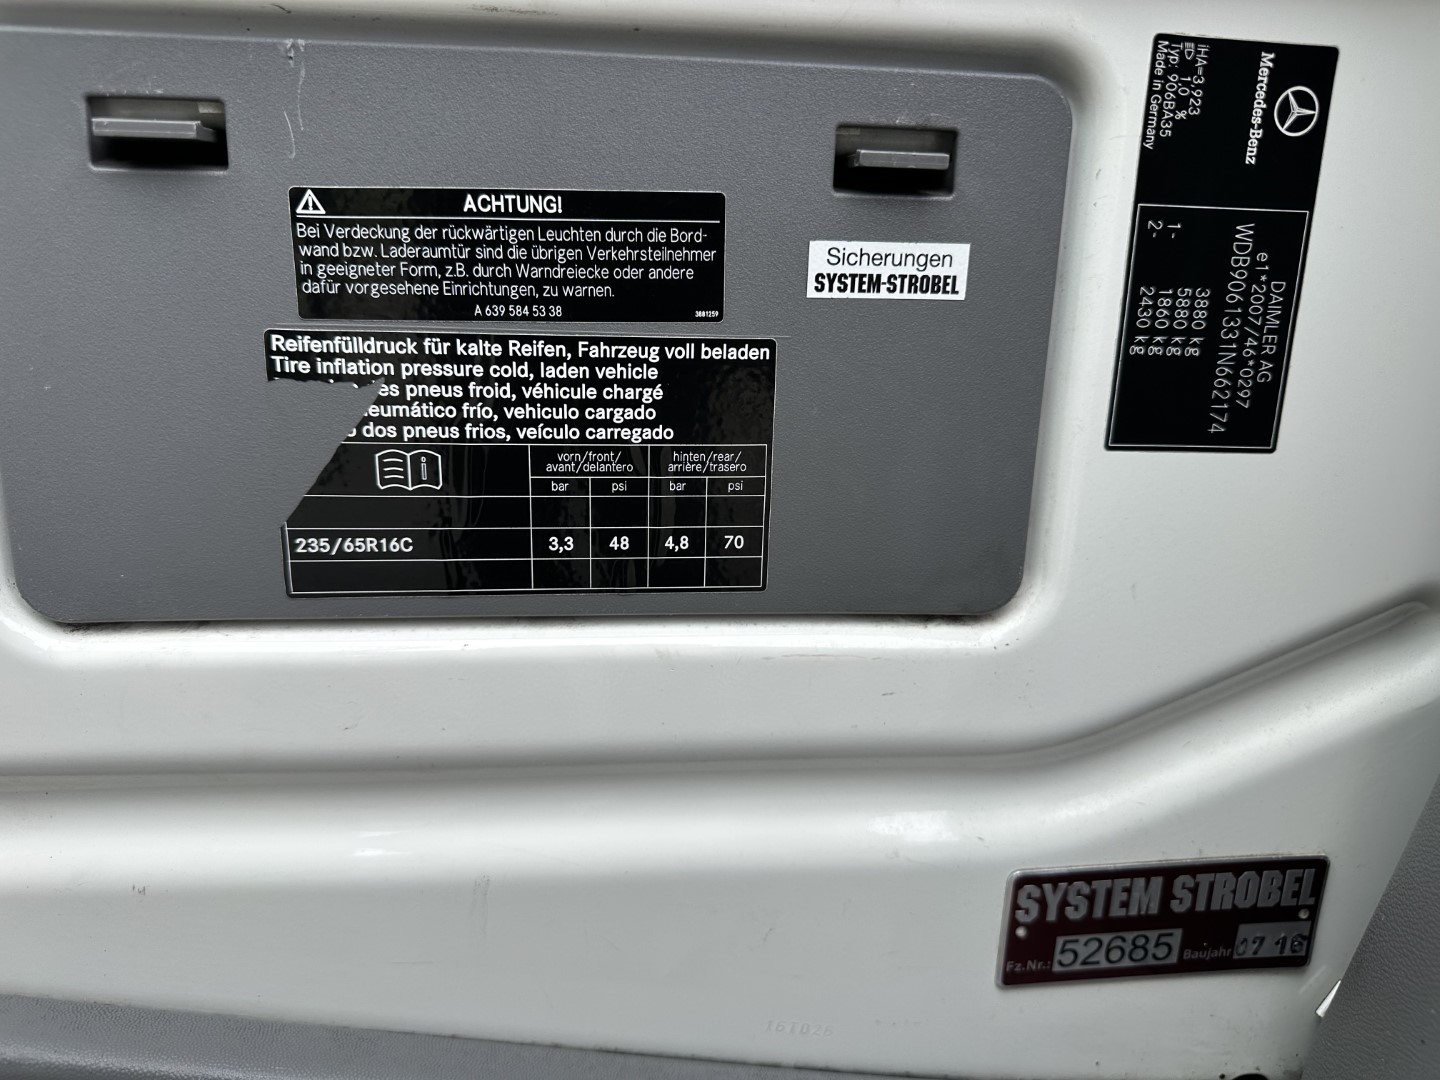 ACHTUNG!
Bei Verdeckung der rückwärtigen Leuchten durch die Bord-
wand bzw. Laderaumtür sind die übrigen Verkehrsteilnehmer
in geeigneter Form, z.B. durch Warndreiecke oder andere
dafür vorgesehene Einrichtungen, zu warnen.
A 639 584 53 38
3881259
Reifenfülldruck für kalte Reifen, Fahrzeug voll beladen
Tire inflation pressure cold, laden vehicle
es pneus froid, véhicule chargé
eumático frío, vehiculo cargado
dos pneus frios, veículo carregado
vorn/front/ hinten/rear/
avant/delantero arrière/trasero
bar psi bar psi
235/65R16C 3,3 48 4,8 70
Sicherungen
SYSTEM-STROBEL
Mercedes-Benz
iHA=3,923
1,0 %
Typ: 906BA35
Made in Germany
DAIMLER AG
e1*2007/46*0297
WDB9061331N662174
3880 kg
5880 kg
1- 1860 kg
2- 2430 kg
SYSTEM STROBEL
Fz.Nr.: 52685 Baujahr 07 16